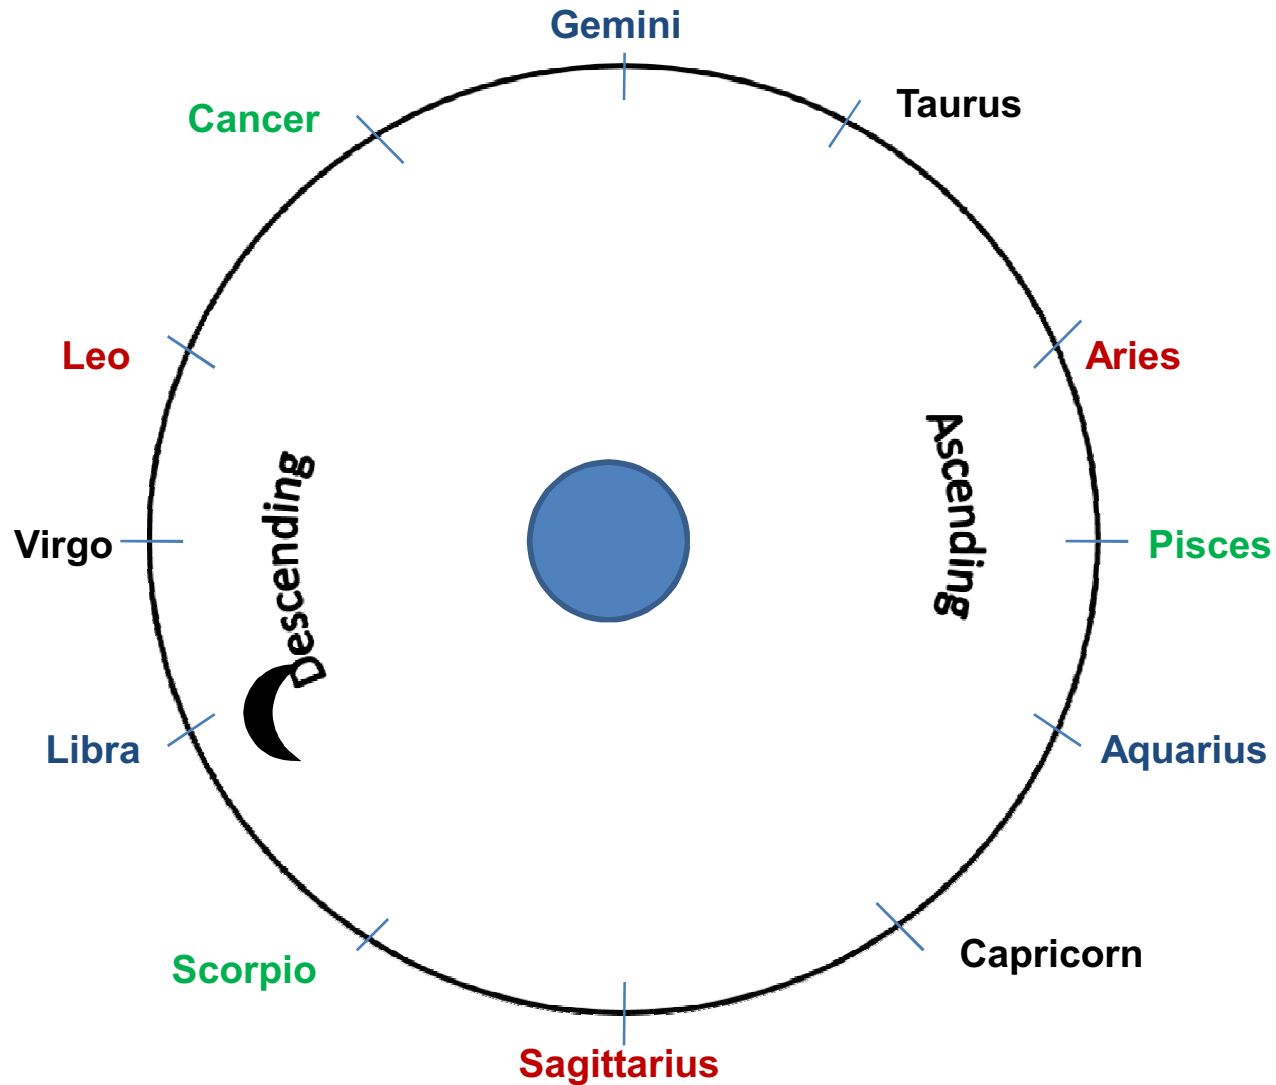 Gemini
Taurus
Cancer
Leo
Aries
Ascending
Descending
Virgo
Pisces
Libra
Aquarius
Scorpio
Capricorn
Sagittarius